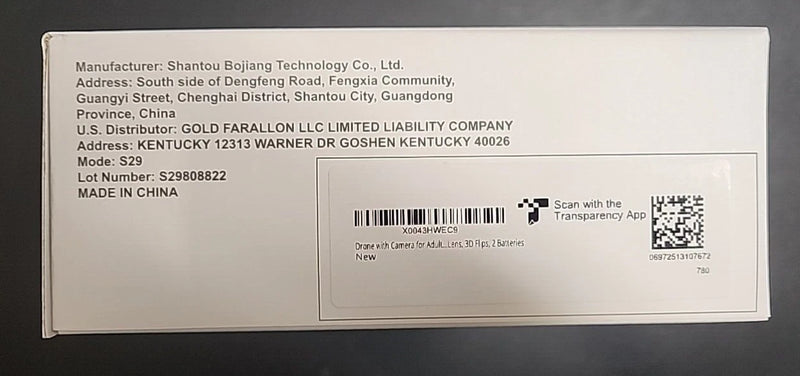 Manufacturer: Shantou Bojiang Technology Co., Ltd.
Address: South side of Dengfeng Road, Fengxia Community,
Guangyi Street, Chenghai District, Shantou City, Guangdong
Province, China
U.S. Distributor: GOLD FARALLON LLC LIMITED LIABILITY COMPANY
Address: KENTUCKY 12313 WARNER DR GOSHEN KENTUCKY 40026
Mode: S29
Lot Number: S29808822
MADE IN CHINA
X0043HWEC9
Drone with Camera for Adult...Lens, 3D Flips, 2 Batteries
New
Scan with the
Transparency App
06972513107672
780